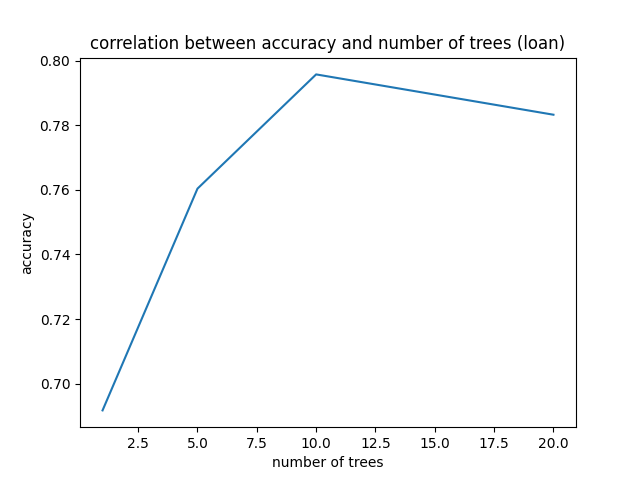 correlation between accuracy and number of trees (loan)
0.80
0.78
0.76
0.74
0.72
0.70
accuracy
2.5 5.0 7.5 10.0 12.5 15.0 17.5 20.0
number of trees